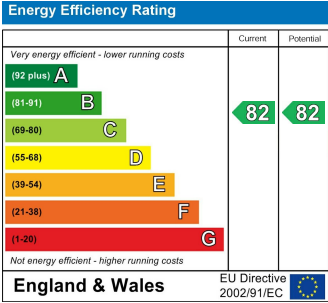 Energy Efficiency Rating
Current Potential
Very energy efficient - lower running costs
(92 plus) A
(81-91) B
82 82
(69-80) C
(55-68) D
(39-54) E
(21-38) F
(1-20) G
Not energy efficient - higher running costs
England & Wales
EU Directive
2002/91/EC